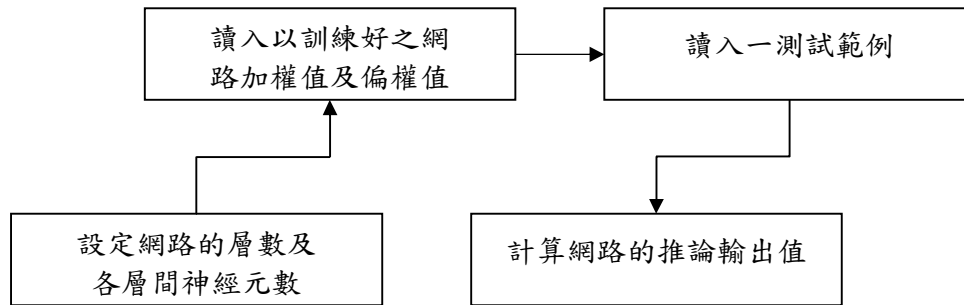 讀入以訓練好之網
路加權值及偏權值
讀入一測試範例
設定網路的層數及
各層間神經元數
計算網路的推論輸出值